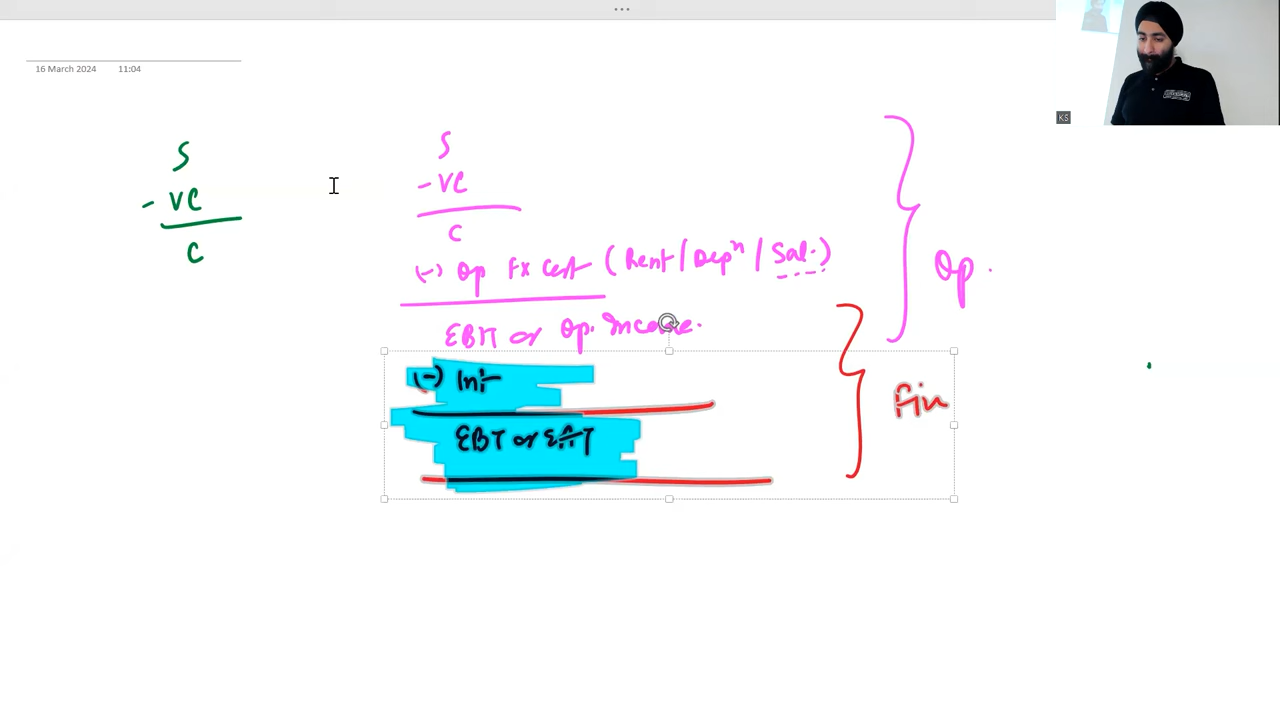 16 March 2024 11:04
S
- VC
C
S
- VC
C
(-) Op Fx Cost (Rent/Depⁿ/Sal.)
EBIT or Op. Income.
(-) Int
EBT or EAT
Op.
Fin
KS